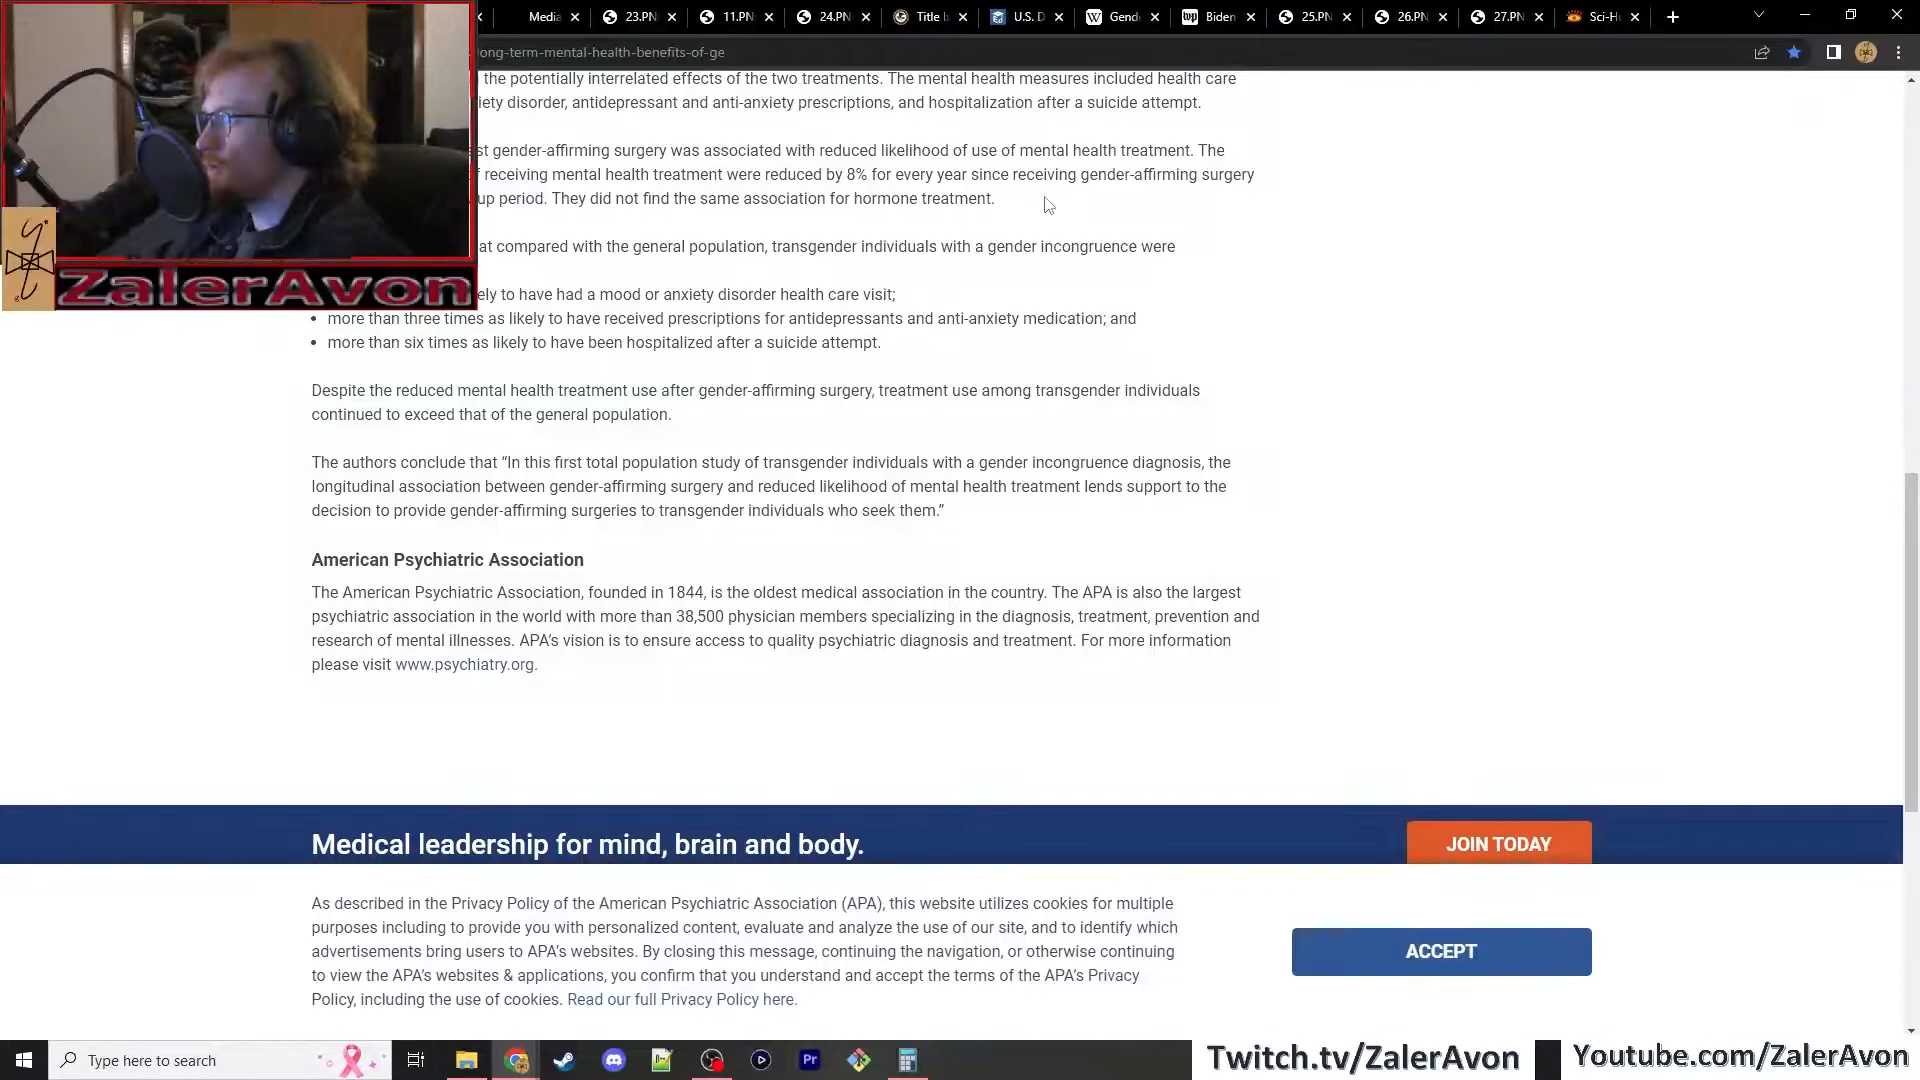 Media
23.PN
11.PN
24.PN
Title b
U.S. D
Gend
Biden
25.PN
26.PN
27.PN
Sci-Hu
long-term-mental-health-benefits-of-ge
the potentially interrelated effects of the two treatments. The mental health measures included health care
iety disorder, antidepressant and anti-anxiety prescriptions, and hospitalization after a suicide attempt.
st gender-affirming surgery was associated with reduced likelihood of use of mental health treatment. The
f receiving mental health treatment were reduced by 8% for every year since receiving gender-affirming surgery
up period. They did not find the same association for hormone treatment.
at compared with the general population, transgender individuals with a gender incongruence were
ely to have had a mood or anxiety disorder health care visit;
• more than three times as likely to have received prescriptions for antidepressants and anti-anxiety medication; and
• more than six times as likely to have been hospitalized after a suicide attempt.
ZalerAvon
Despite the reduced mental health treatment use after gender-affirming surgery, treatment use among transgender individuals
continued to exceed that of the general population.
The authors conclude that “In this first total population study of transgender individuals with a gender incongruence diagnosis, the
longitudinal association between gender-affirming surgery and reduced likelihood of mental health treatment lends support to the
decision to provide gender-affirming surgeries to transgender individuals who seek them.”
American Psychiatric Association
The American Psychiatric Association, founded in 1844, is the oldest medical association in the country. The APA is also the largest
psychiatric association in the world with more than 38,500 physician members specializing in the diagnosis, treatment, prevention and
research of mental illnesses. APA’s vision is to ensure access to quality psychiatric diagnosis and treatment. For more information
please visit www.psychiatry.org.
Medical leadership for mind, brain and body.
JOIN TODAY
As described in the Privacy Policy of the American Psychiatric Association (APA), this website utilizes cookies for multiple
purposes including to provide you with personalized content, evaluate and analyze the use of our site, and to identify which
advertisements bring users to APA’s websites. By closing this message, continuing the navigation, or otherwise continuing
to view the APA’s websites & applications, you confirm that you understand and accept the terms of the APA’s Privacy
Policy, including the use of cookies. Read our full Privacy Policy here.
ACCEPT
Type here to search
Pr
Twitch.tv/ZalerAvon
Youtube.com/ZalerAvon